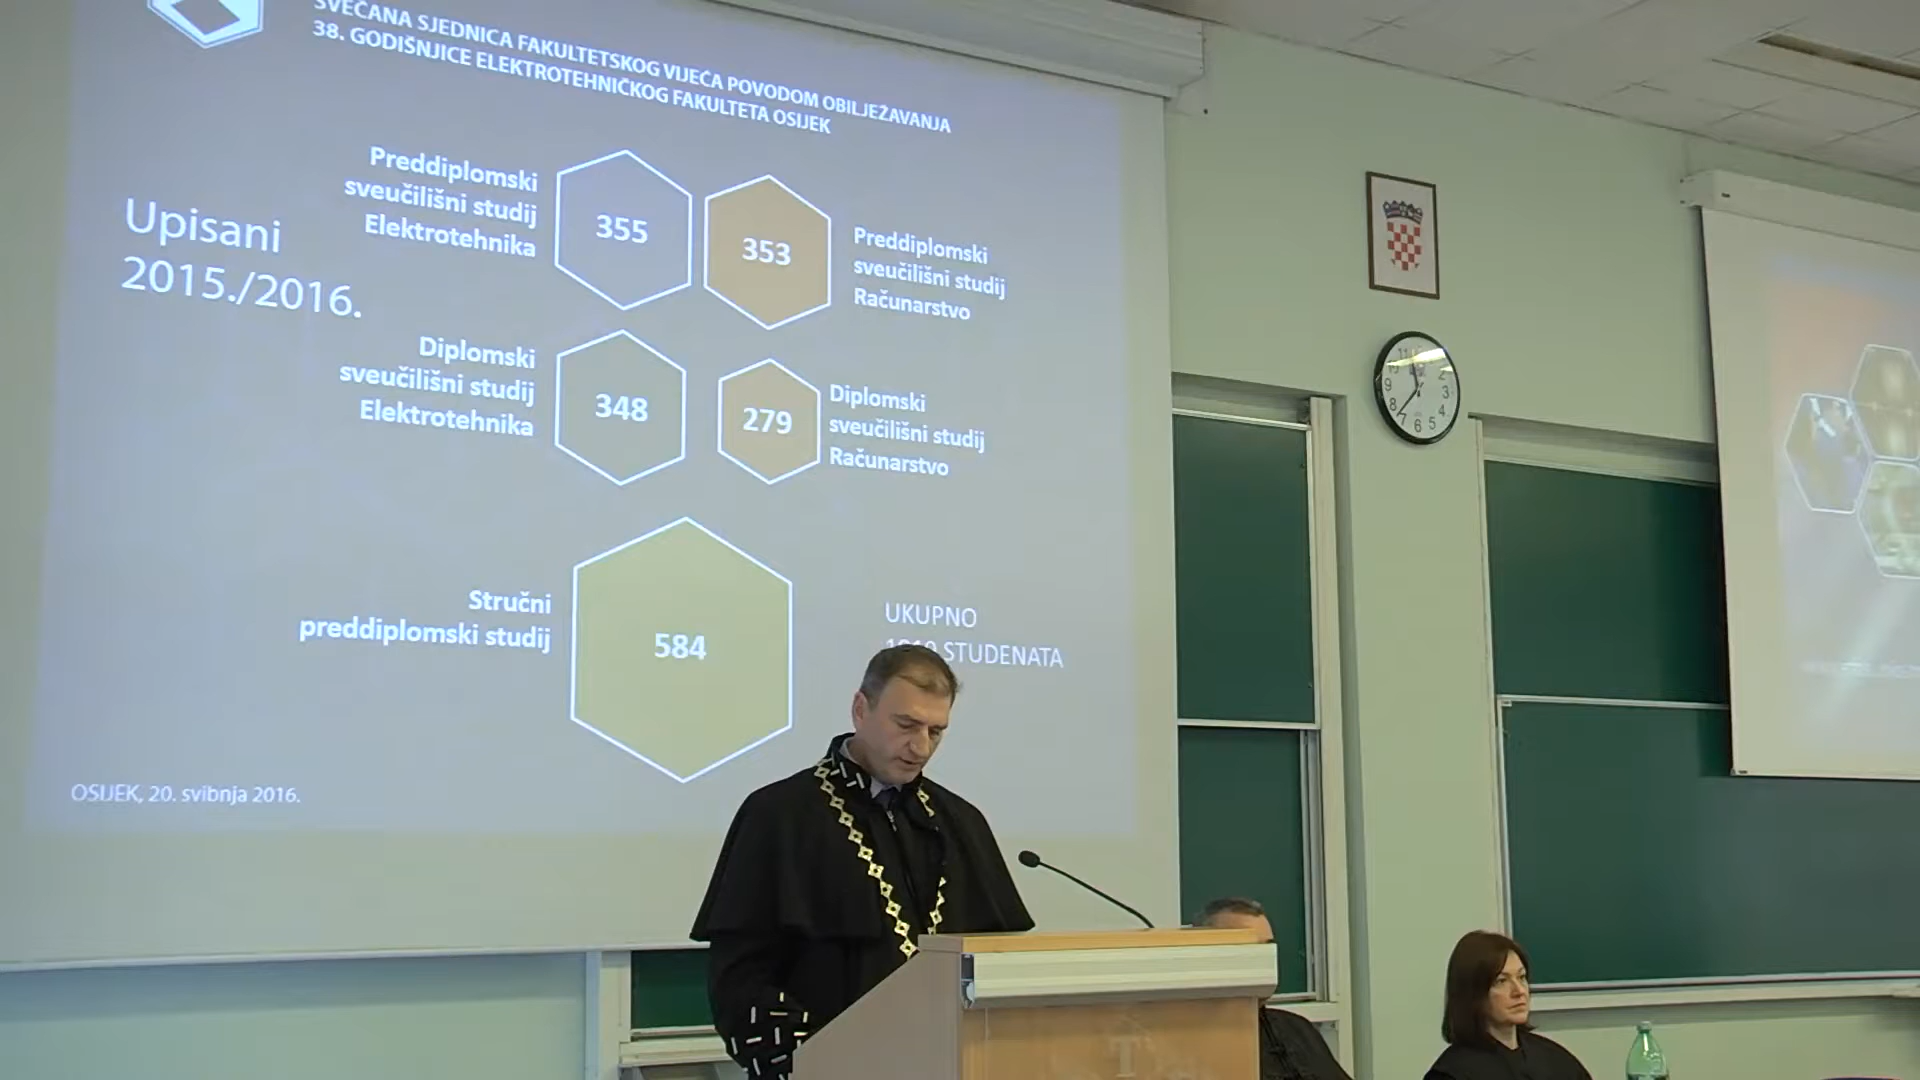 SVEČANA SJEDNICA FAKULTETSKOG VIJEĆA POVODOM OBILJEŽAVANJA
38. GODIŠNJICE ELEKTROTEHNIČKOG FAKULTETA OSIJEK
Upisani
2015./2016.
Preddiplomski
sveučilišni studij
Elektrotehnika
355
353
Preddiplomski
sveučilišni studij
Računarstvo
Diplomski
sveučilišni studij
Elektrotehnika
348
279
Diplomski
sveučilišni studij
Računarstvo
Stručni
preddiplomski studij
584
UKUPNO
STUDENATA
OSIJEK, 20. svibnja 2016.